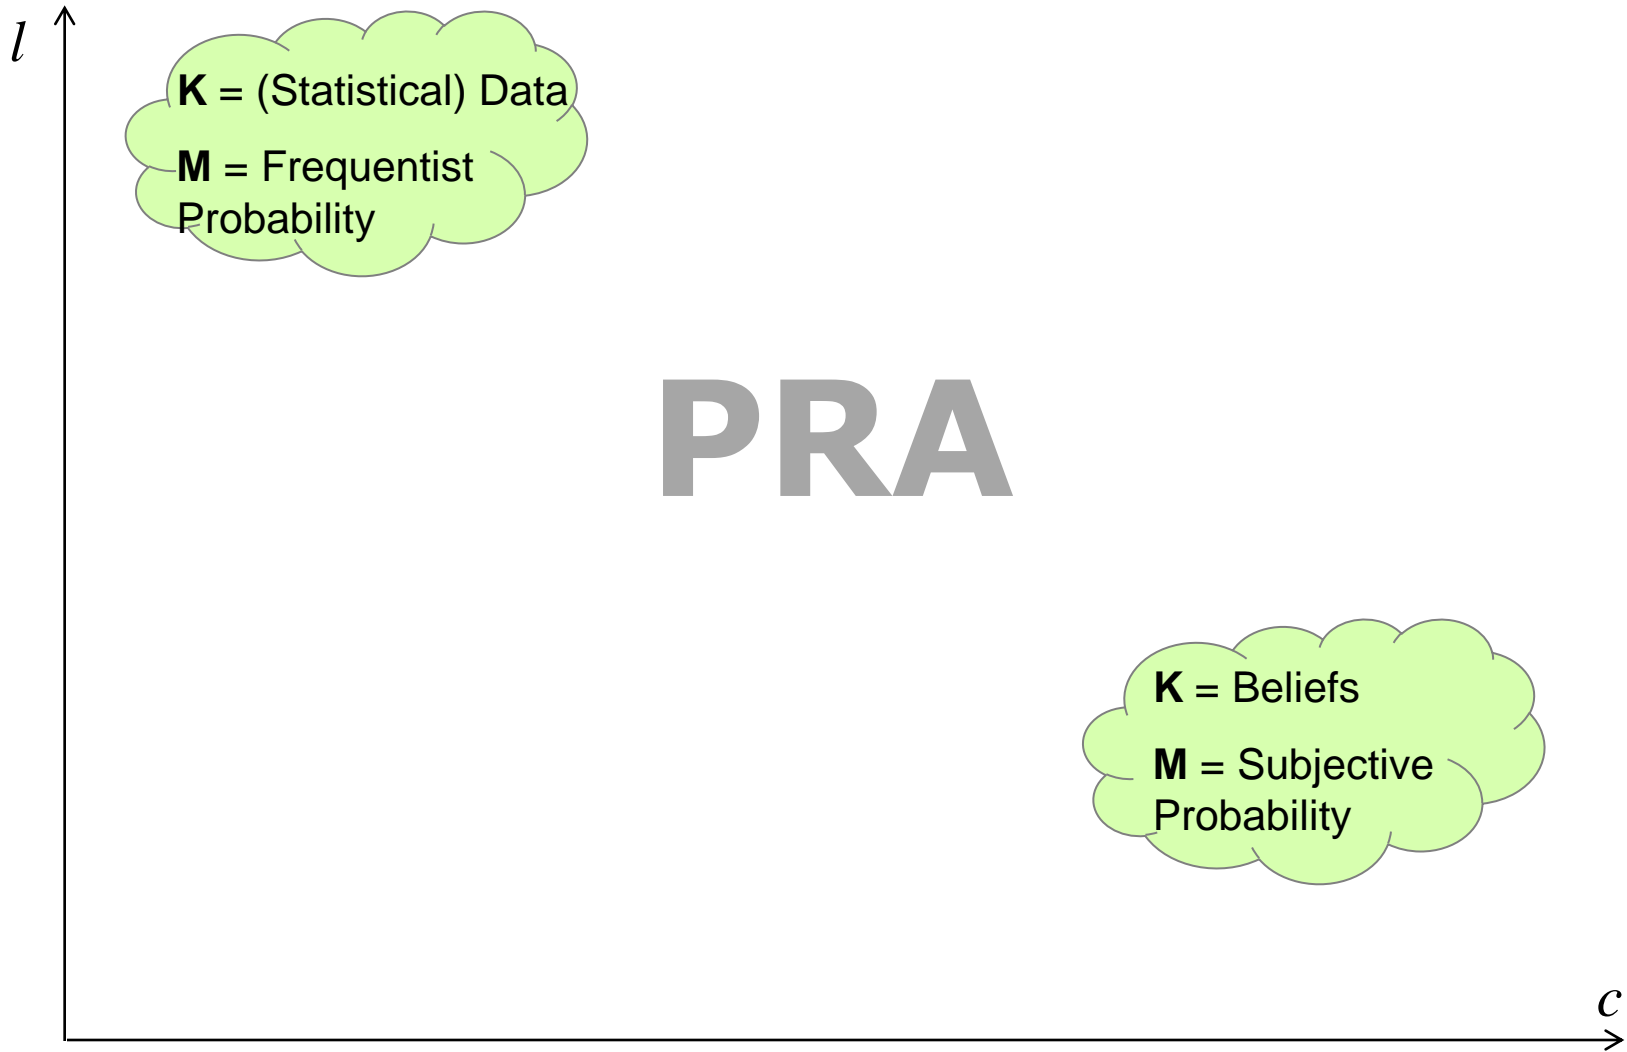 l
K = (Statistical) Data
M = Frequentist
Probability
PRA
K = Beliefs
M = Subjective
Probability
c